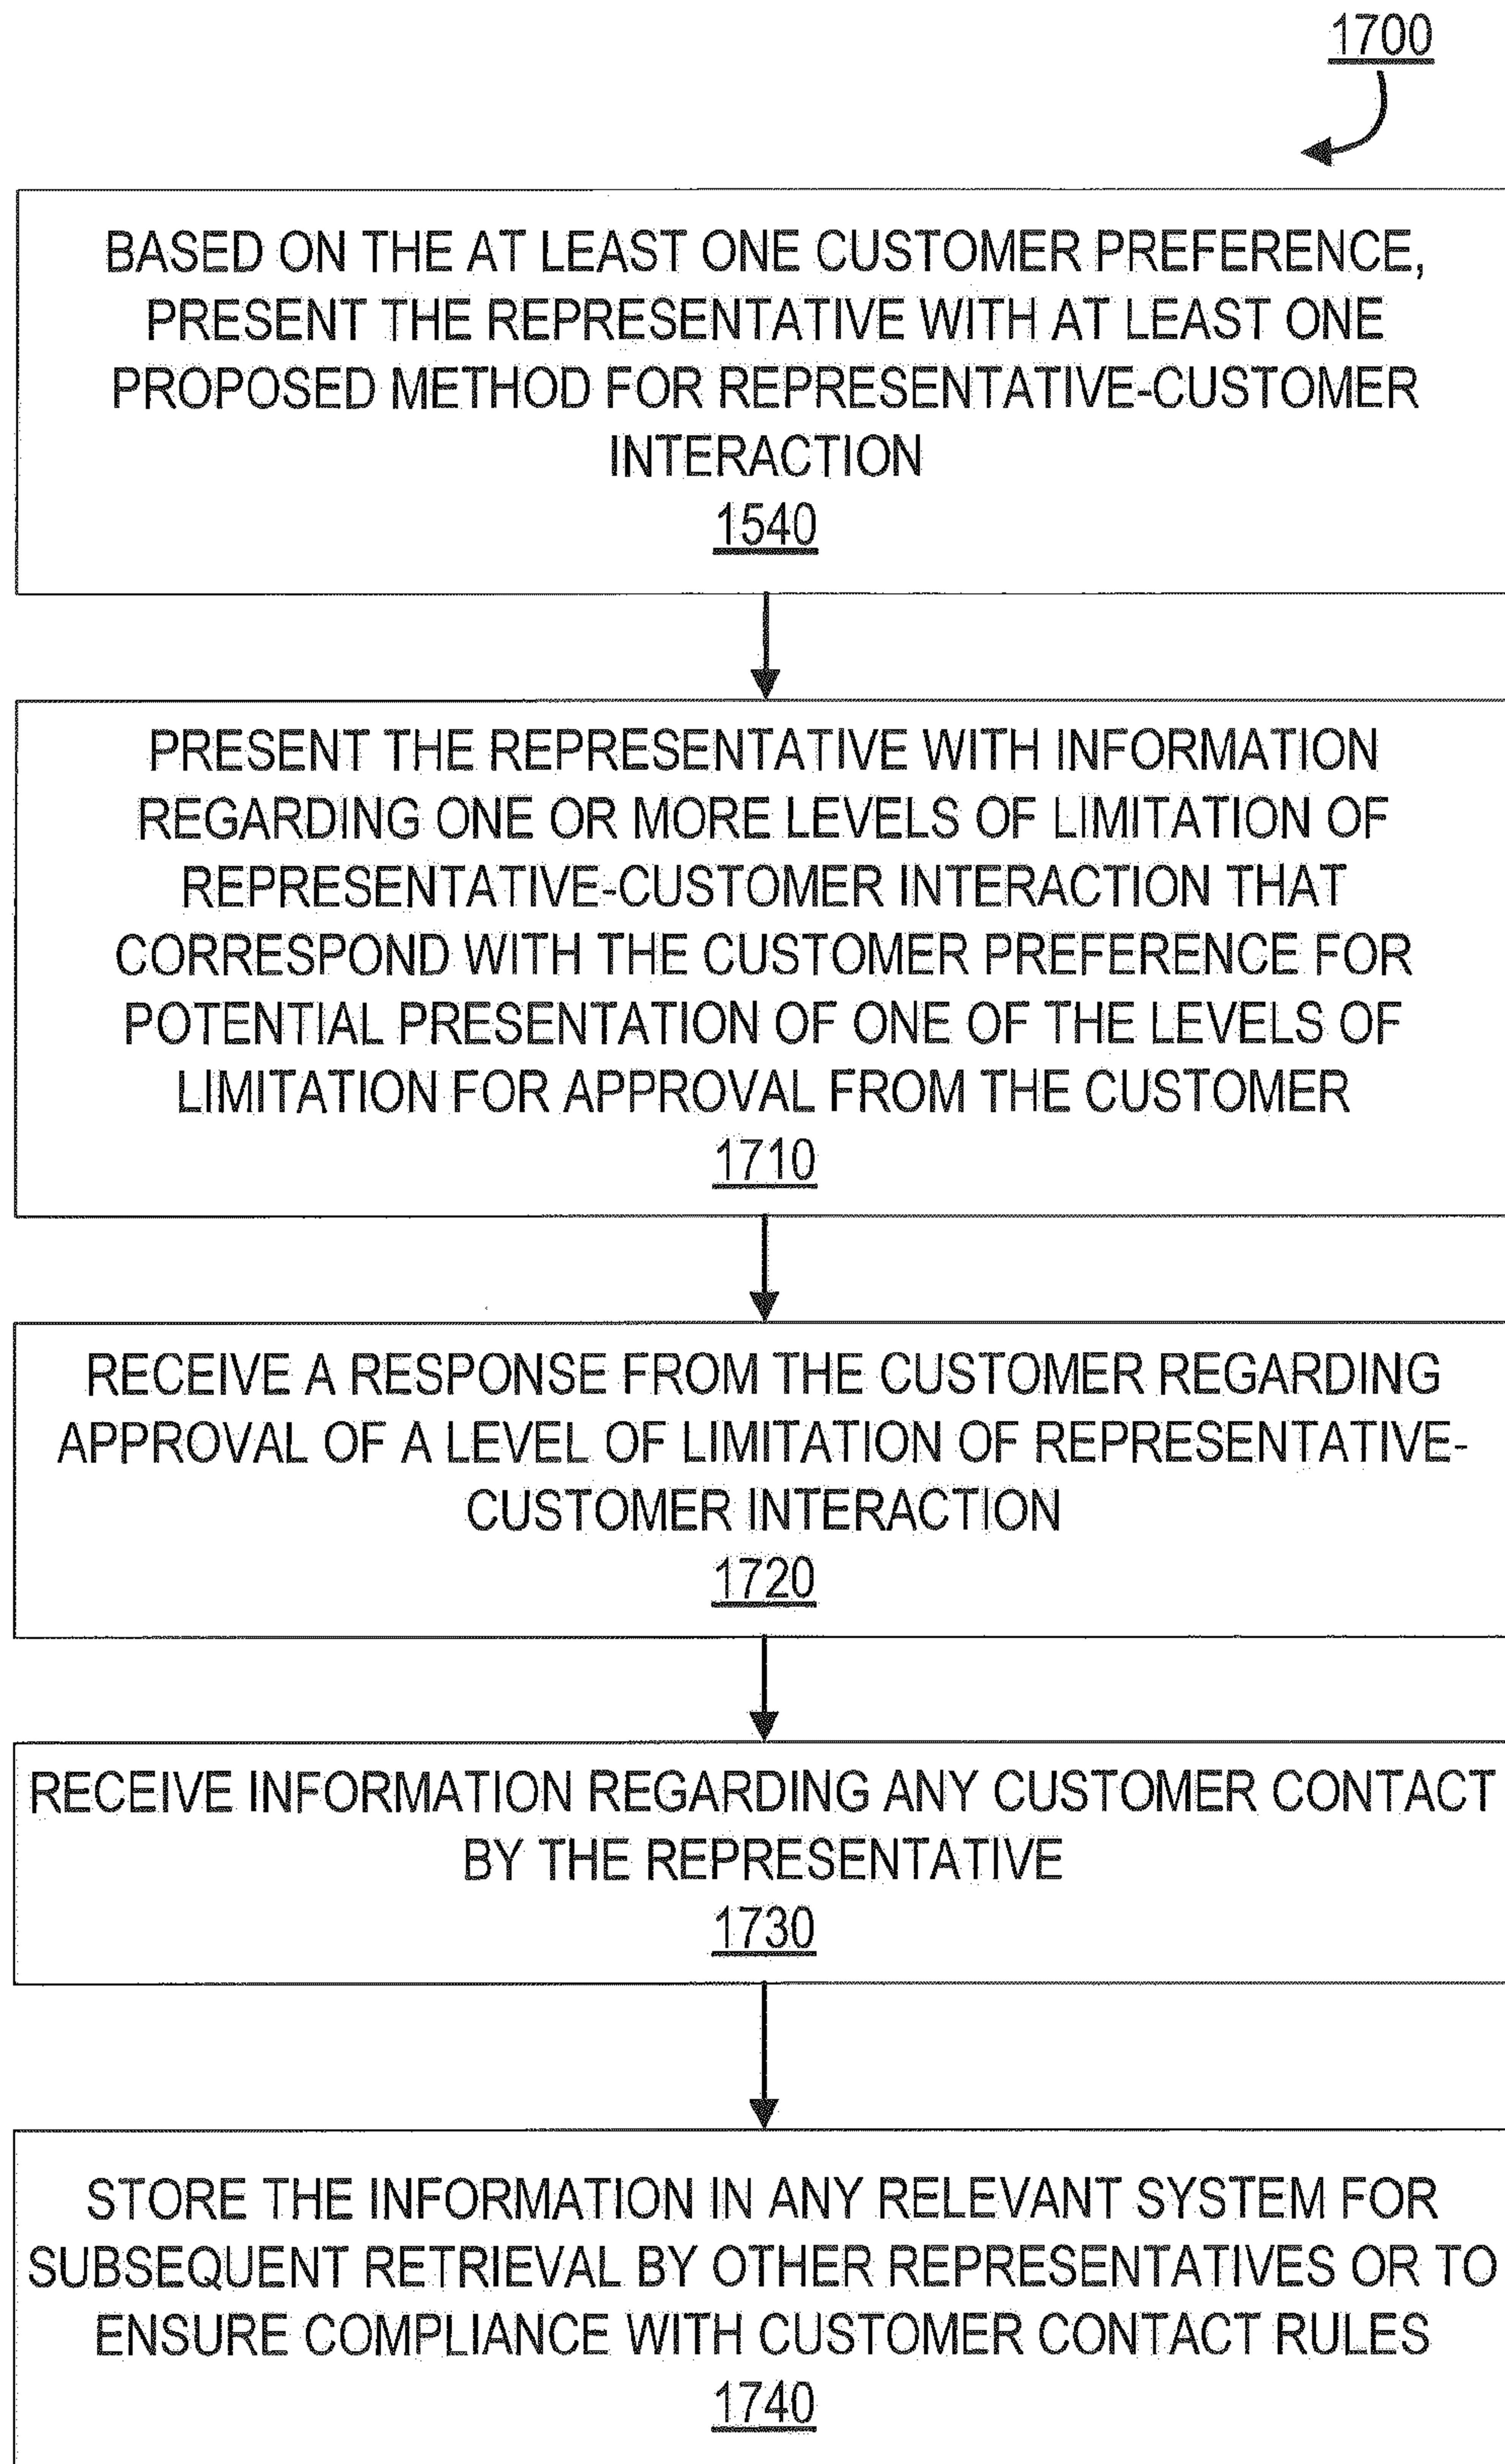 1700
BASED ON THE AT LEAST ONE CUSTOMER PREFERENCE,
PRESENT THE REPRESENTATIVE WITH AT LEAST ONE
PROPOSED METHOD FOR REPRESENTATIVE-CUSTOMER
INTERACTION
1540
PRESENT THE REPRESENTATIVE WITH INFORMATION
REGARDING ONE OR MORE LEVELS OF LIMITATION OF
REPRESENTATIVE-CUSTOMER INTERACTION THAT
CORRESPOND WITH THE CUSTOMER PREFERENCE FOR
POTENTIAL PRESENTATION OF ONE OF THE LEVELS OF
LIMITATION FOR APPROVAL FROM THE CUSTOMER
1710
RECEIVE A RESPONSE FROM THE CUSTOMER REGARDING
APPROVAL OF A LEVEL OF LIMITATION OF REPRESENTATIVE-
CUSTOMER INTERACTION
1720
RECEIVE INFORMATION REGARDING ANY CUSTOMER CONTACT
BY THE REPRESENTATIVE
1730
STORE THE INFORMATION IN ANY RELEVANT SYSTEM FOR
SUBSEQUENT RETRIEVAL BY OTHER REPRESENTATIVES OR TO
ENSURE COMPLIANCE WITH CUSTOMER CONTACT RULES
1740